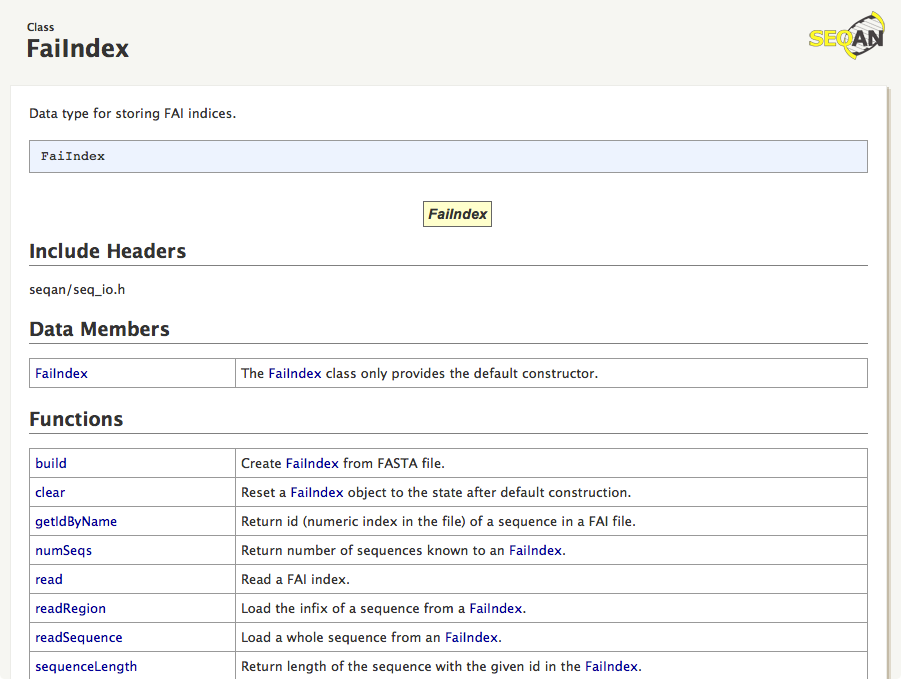 Class
FaiIndex
SEQAN
Data type for storing FAI indices.
FaiIndex
FaiIndex
Include Headers
seqan/seq_io.h
Data Members
FaiIndex The FaiIndex class only provides the default constructor.
Functions
build Create FaiIndex from FASTA file.
clear Reset a FaiIndex object to the state after default construction.
getIdByName Return id (numeric index in the file) of a sequence in a FAI file.
numSeqs Return number of sequences known to an FaiIndex.
read Read a FAI index.
readRegion Load the infix of a sequence from a FaiIndex.
readSequence Load a whole sequence from an FaiIndex.
sequenceLength Return length of the sequence with the given id in the FaiIndex.